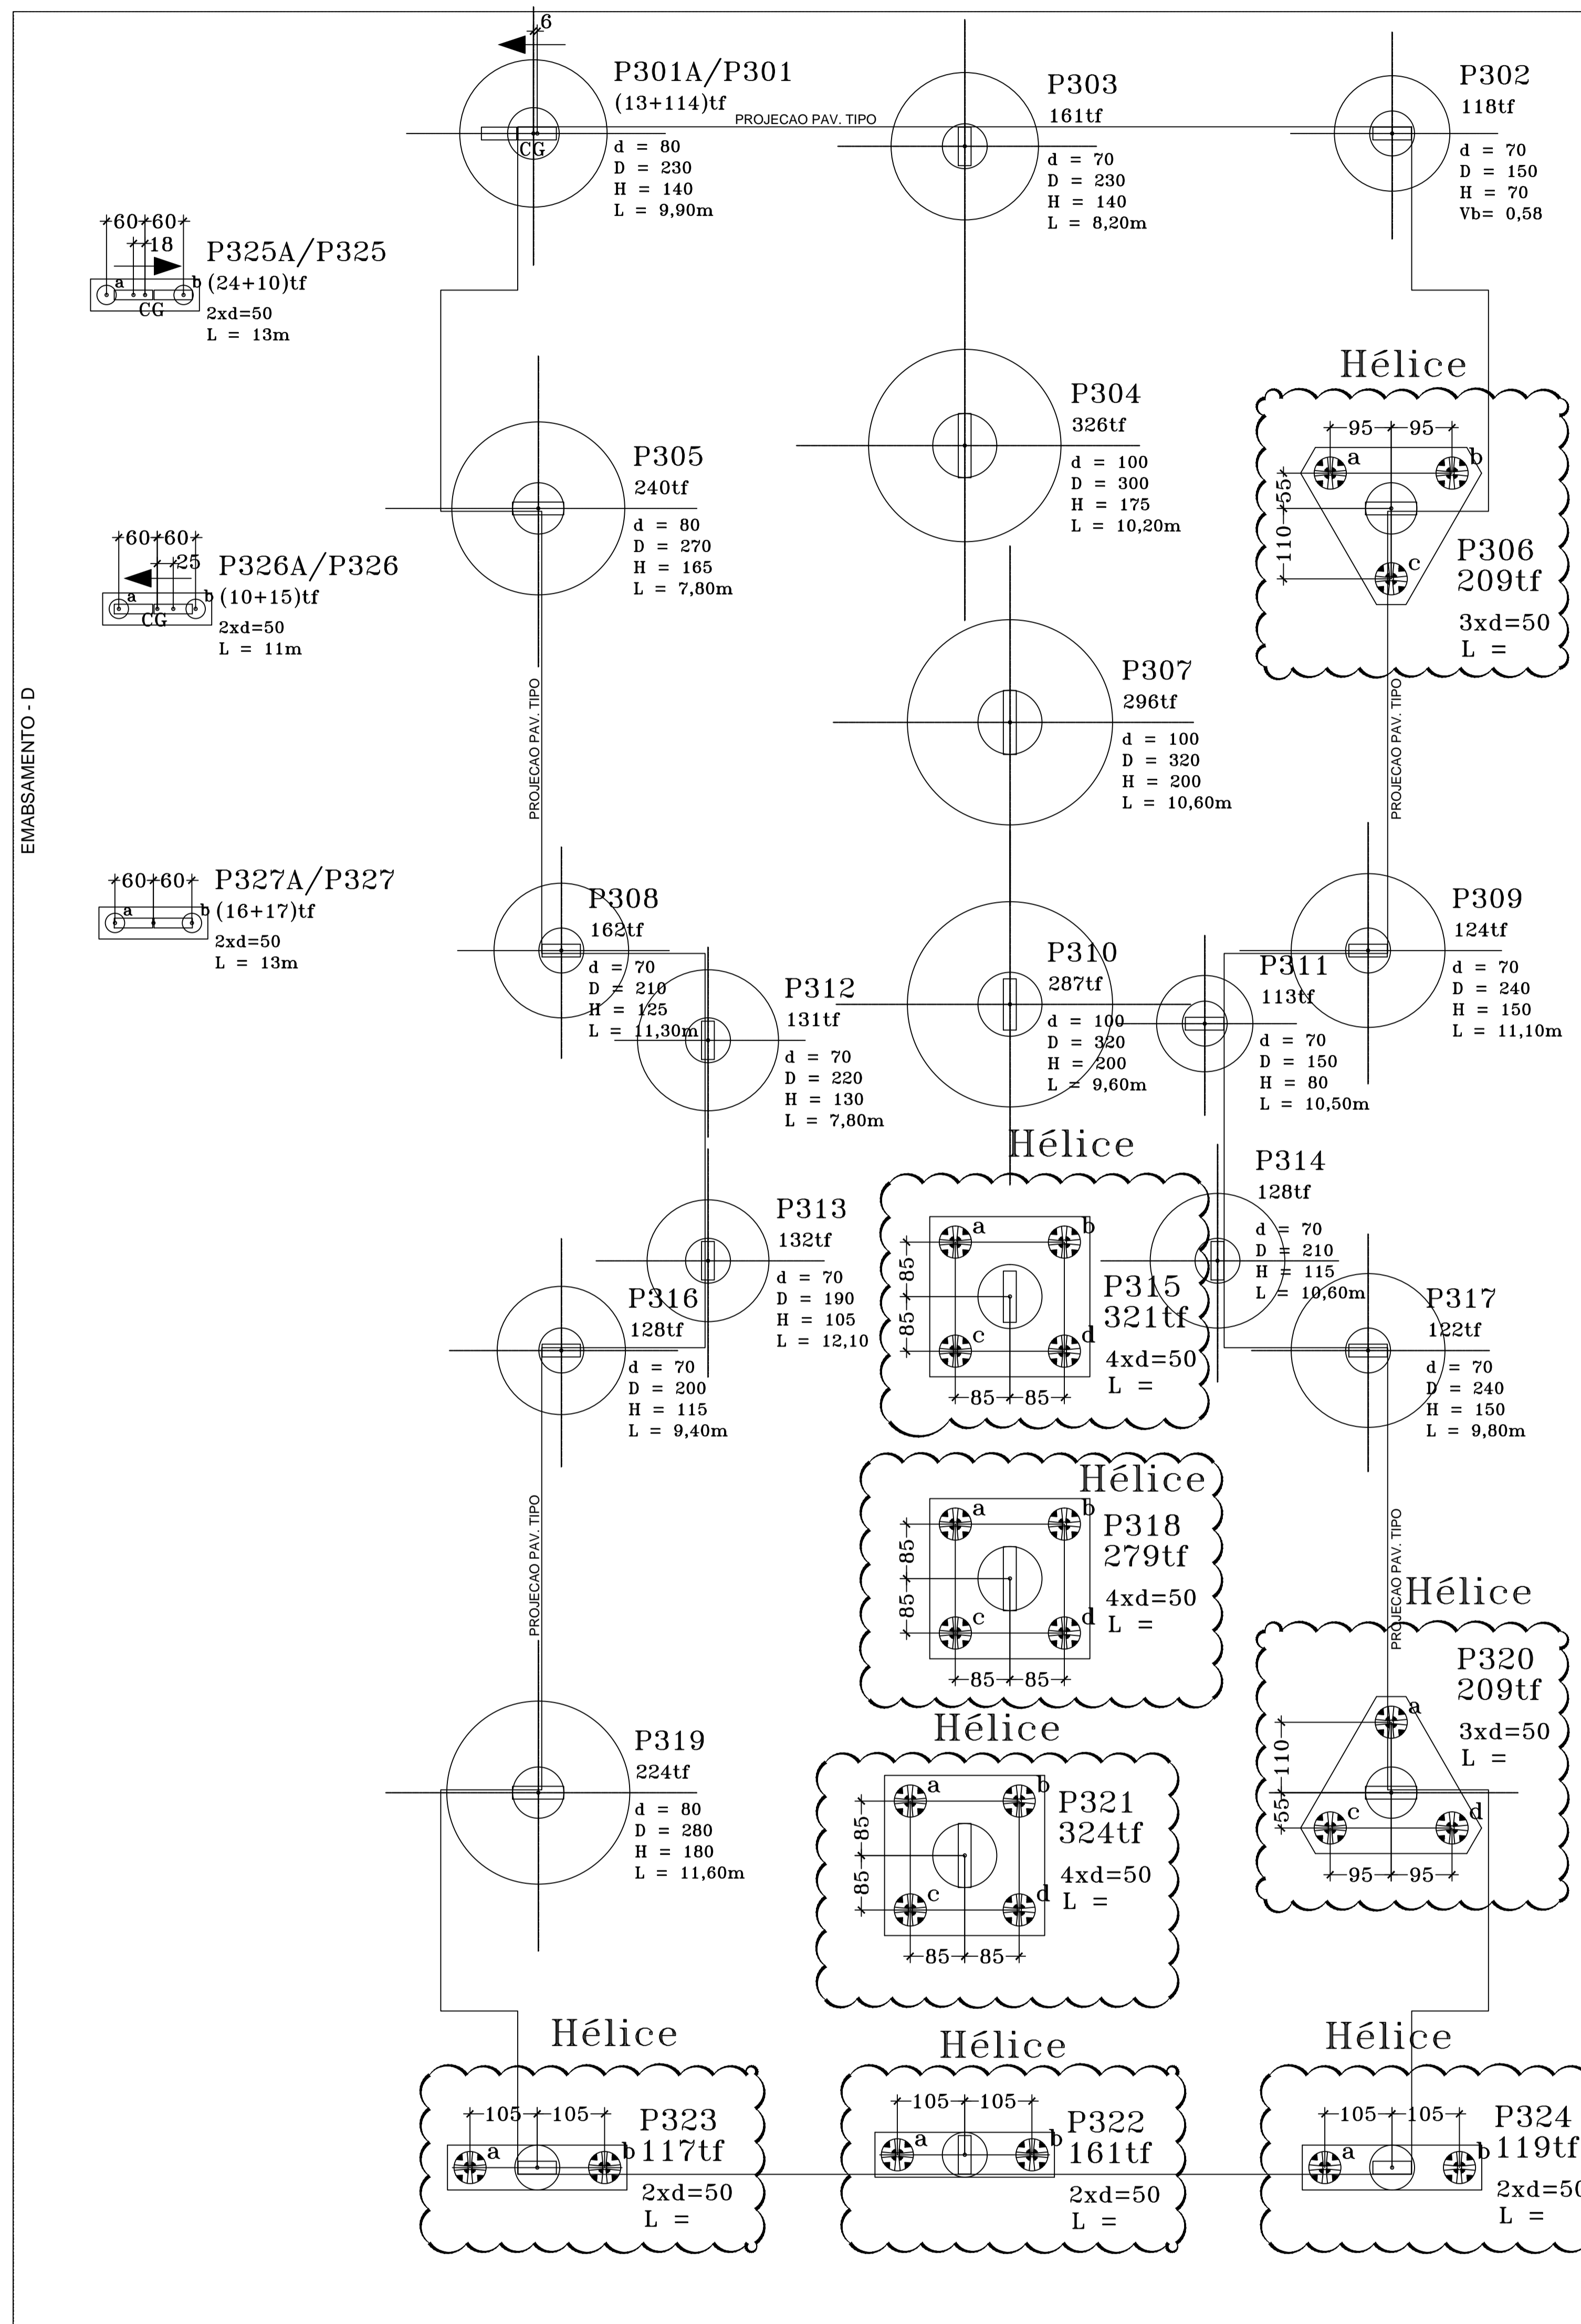 6
P301A/P301
(13+114)tf
d = 80
D = 230
H = 140
L = 9,90m
CG
PROJECAO PAV. TIPO
P303
161tf
d = 70
D = 230
H = 140
L = 8,20m
P302
118tf
d = 70
D = 150
H = 70
Vb= 0,58
60 60
18
P325A/P325
a b (24+10)tf
CG
2xd=50
L = 13m
P304
326tf
d = 100
D = 300
H = 175
L = 10,20m
Hélice
95 95
a b
55
110
c
P306
209tf
3xd=50
L =
P305
240tf
d = 80
D = 270
H = 165
L = 7,80m
60 60
25
P326A/P326
a b (10+15)tf
CG
2xd=50
L = 11m
EMABSAMENTO - D
PROJECAO PAV. TIPO
P307
296tf
d = 100
D = 320
H = 200
L = 10,60m
PROJECAO PAV. TIPO
60 60
P327A/P327
a b (16+17)tf
2xd=50
L = 13m
P308
162tf
d = 70
D = 210
H = 125
L = 11,30m
P312
131tf
d = 70
D = 220
H = 130
L = 7,80m
P310
287tf
d = 100
D = 320
H = 200
L = 9,60m
P311
113tf
d = 70
D = 150
H = 80
L = 10,50m
P309
124tf
d = 70
D = 240
H = 150
L = 11,10m
P313
132tf
d = 70
D = 190
H = 105
L = 12,10
Hélice
a b
85
85
c d
85 85
P315
321tf
4xd=50
L =
P314
128tf
d = 70
D = 210
H = 115
L = 10,60m
P316
128tf
d = 70
D = 200
H = 115
L = 9,40m
P317
122tf
d = 70
D = 240
H = 150
L = 9,80m
PROJECAO PAV. TIPO
Hélice
a b
85
85
c d
85 85
P318
279tf
4xd=50
L =
PROJECAO PAV. TIPO
Hélice
P320
209tf
3xd=50
L =
a
110
55
c d
95 95
P319
224tf
d = 80
D = 280
H = 180
L = 11,60m
Hélice
a b
85
85
c d
85 85
P321
324tf
4xd=50
L =
Hélice
105 105
a b
P323
117tf
2xd=50
L =
Hélice
105 105
a b
P322
161tf
2xd=50
L =
Hélice
105 105
a b
P324
119tf
2xd=50
L =